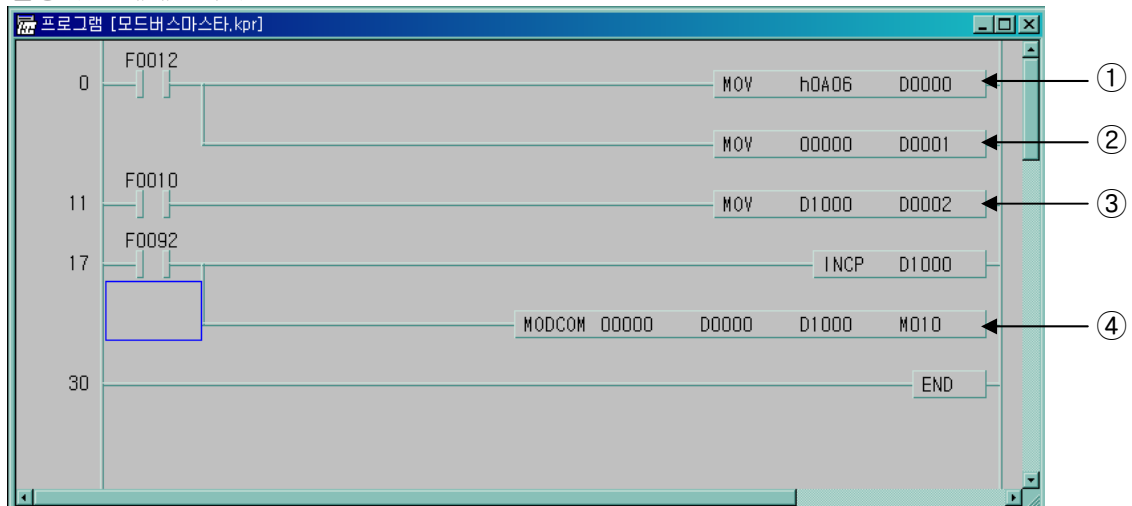 프로그램 [모드버스마스타.kpr]
F0012
0 MOV h0A06 D0000 ①
MOV 00000 D0001 ②
F0010
11 MOV D1000 D0002 ③
F0092
17 INCP D1000
MODCOM 00000 D0000 D1000 M010 ④
30 END